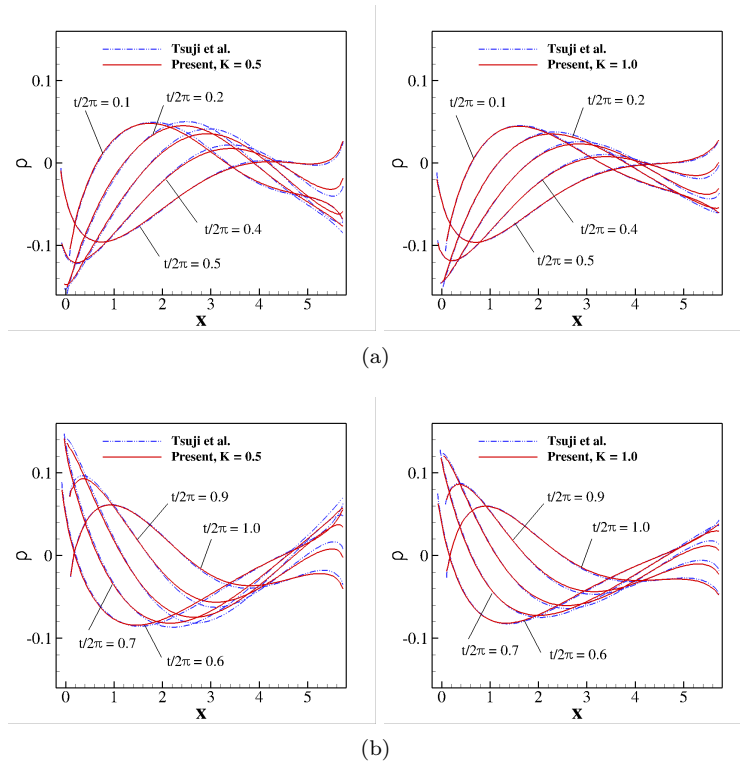 Tsuji et al.
Present, K = 0.5
t/2π = 0.1
t/2π = 0.2
t/2π = 0.4
t/2π = 0.5
0.1
0
-0.1
ρ
0 1 2 3 4 5
x
Tsuji et al.
Present, K = 1.0
t/2π = 0.1
t/2π = 0.2
t/2π = 0.4
t/2π = 0.5
0.1
0
-0.1
ρ
0 1 2 3 4 5
x
(a)
Tsuji et al.
Present, K = 0.5
t/2π = 0.9
t/2π = 1.0
t/2π = 0.7
t/2π = 0.6
0.1
0
-0.1
ρ
0 1 2 3 4 5
x
Tsuji et al.
Present, K = 1.0
t/2π = 0.9
t/2π = 1.0
t/2π = 0.7
t/2π = 0.6
0.1
0
-0.1
ρ
0 1 2 3 4 5
x
(b)